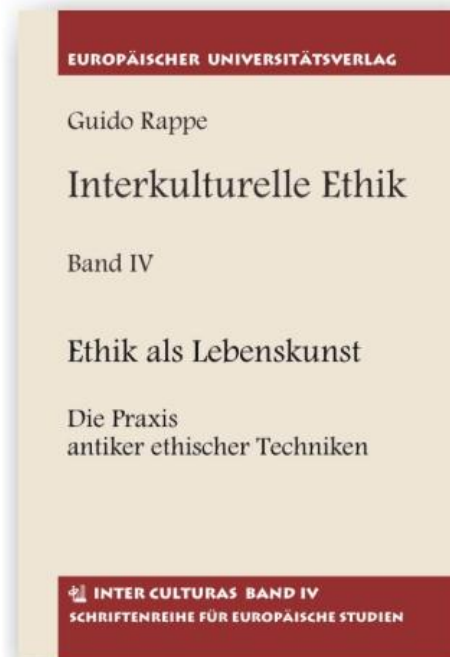 EUROPÄISCHER UNIVERSITÄTSVERLAG
Guido Rappe
Interkulturelle Ethik
Band IV
Ethik als Lebenskunst
Die Praxis
antiker ethischer Techniken
INTER CULTURAS BAND IV
SCHRIFTENREIHE FÜR EUROPÄISCHE STUDIEN